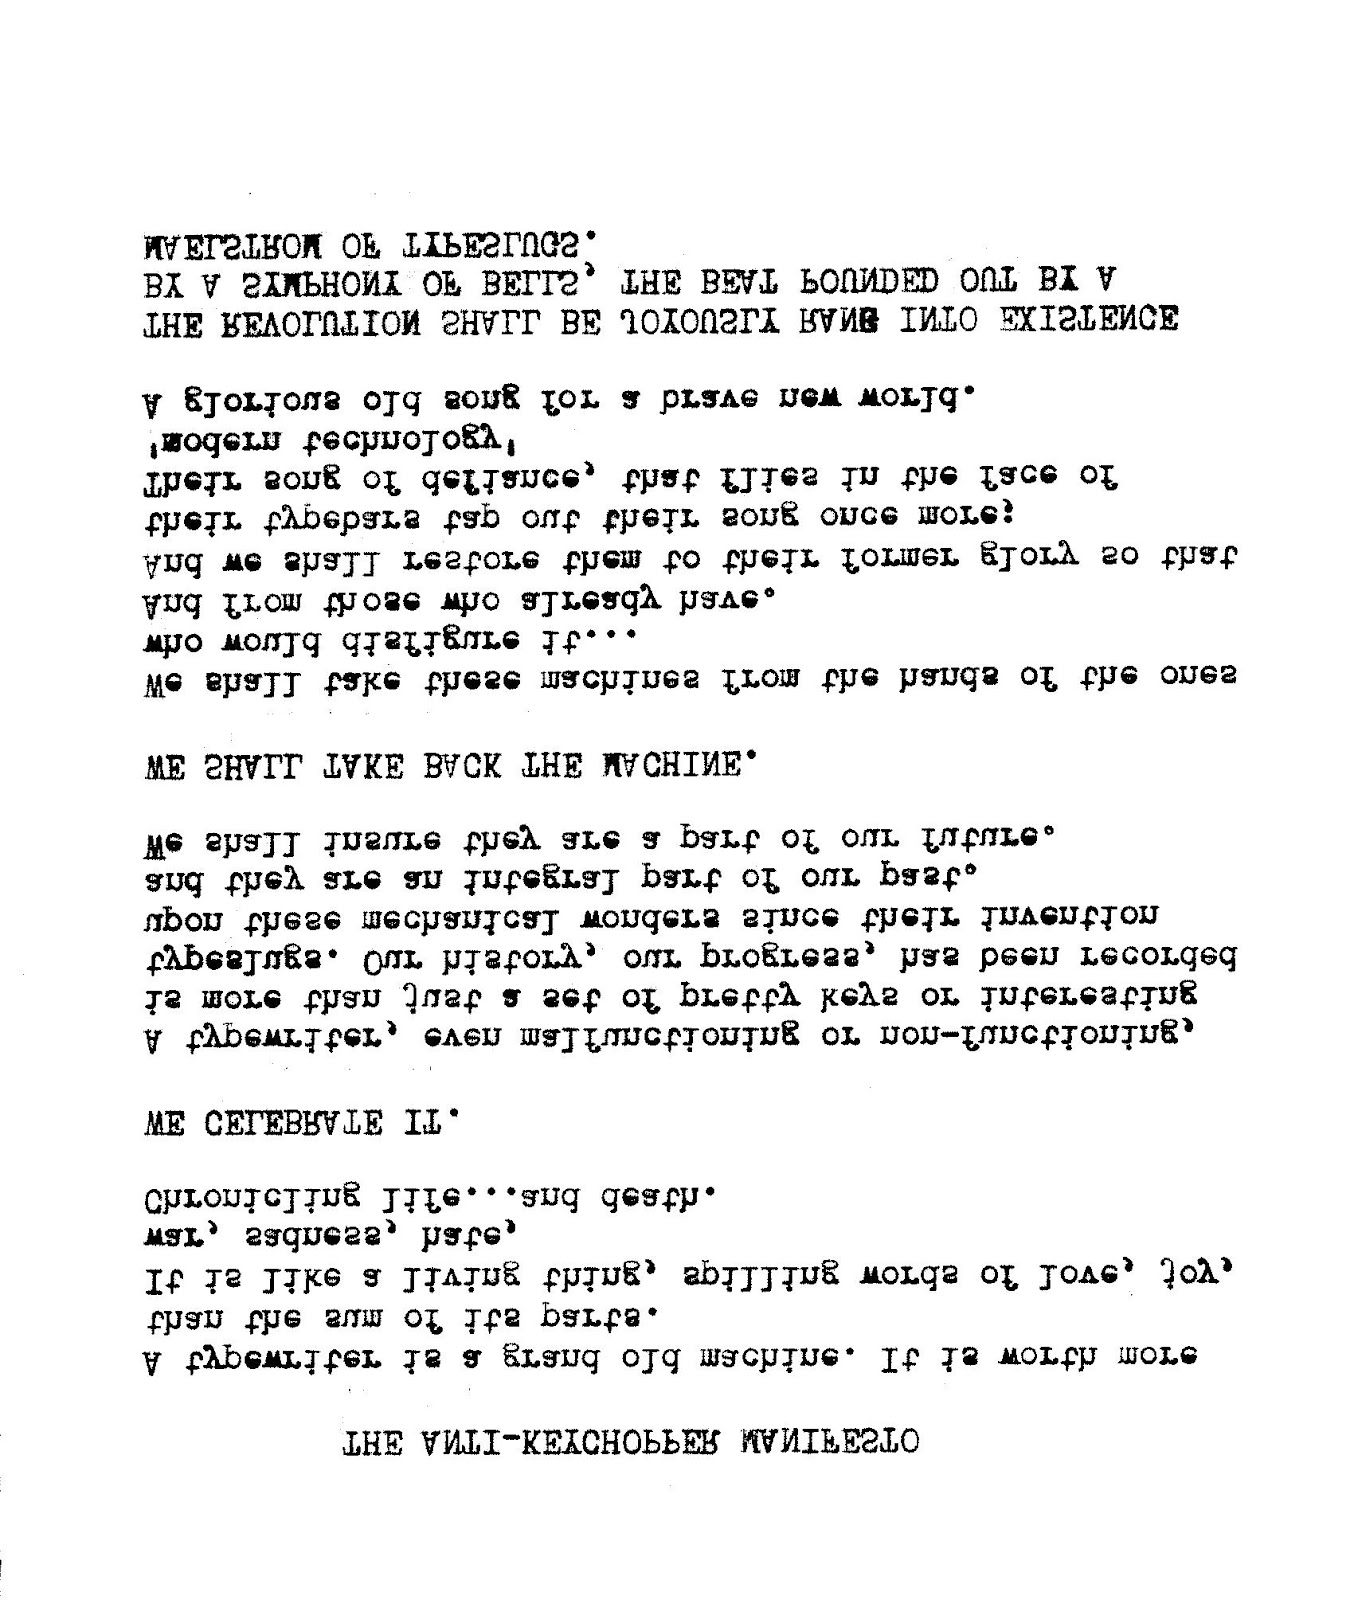 THE ANTI-KEYCHOPPER MANIFESTO
A typewriter is a grand old machine. It is worth more
than the sum of its parts.
It is like a living thing, spilling words of love, joy,
war, sadness, hate,
Chronicling life...and death.
WE CELEBRATE IT.
A typewriter, even malfunctioning or non-functioning,
is more than just a set of pretty keys or interesting
typeslugs. Our history, our progress, has been recorded
upon these mechanical wonders since their invention
and they are an integral part of our past.
We shall insure they are a part of our future.
WE SHALL TAKE BACK THE MACHINE.
We shall take these machines from the hands of the ones
who would disfigure it...
And from those who already have.
And we shall restore them to their former glory so that
their typebars tap out their song once more;
Their song of defiance, that flies in the face of
'modern technology'
A glorious old song for a brave new world.
THE REVOLUTION SHALL BE JOYOUSLY RANG INTO EXISTENCE
BY A SYMPHONY OF BELLS, THE BEAT POUNDED OUT BY A
MAELSTROM OF TYPESLUGS.